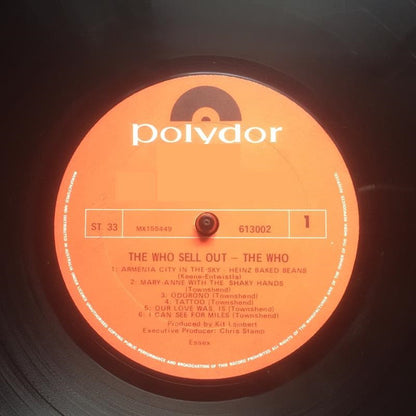 polydor
ST 33
MX155449
613002
1
THE WHO SELL OUT – THE WHO
1: ARMENIA CITY IN THE SKY - HEINZ BAKED BEANS
(Keene-Entwistle)
2: MARY-ANNE WITH THE SHAKY HANDS
(Townshend)
3: ODORONO (Townshend)
4: TATTOO (Townshend)
5: OUR LOVE WAS, IS (Townshend)
6: I CAN SEE FOR MILES (Townshend)
Produced by Kit Lambert
Executive Producer: Chris Stamp
Essex